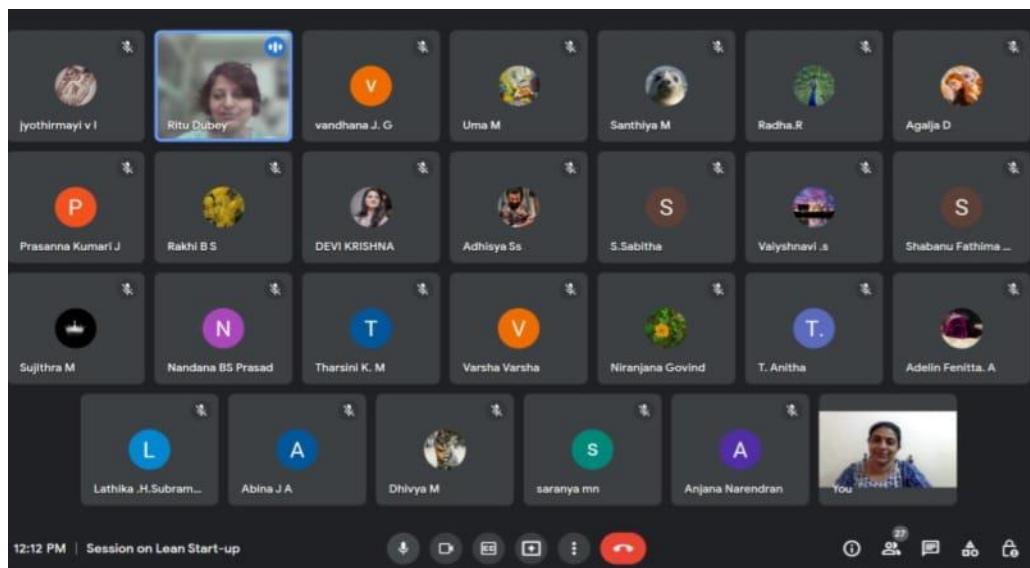 jyothirmayi v l
Ritu Dubey
V
vandhana J. G
Uma M
Santhiya M
Radha.R
Agalja D
P
Prasanna Kumari J
Rakhi B S
DEVI KRISHNA
Adhisya Ss
S
S.Sabitha
Vaiyshnavi .s
S
Shabanu Fathima ...
Sujithra M
N
Nandana BS Prasad
T
Tharsini K. M
V
Varsha Varsha
Niranjana Govind
T.
T. Anitha
Adelin Fenitta. A
L
Lathika .H.Subram...
A
Abina J A
Dhivya M
s
saranya mn
A
Anjana Narendran
You
12:12 PM | Session on Lean Start-up
CC
27